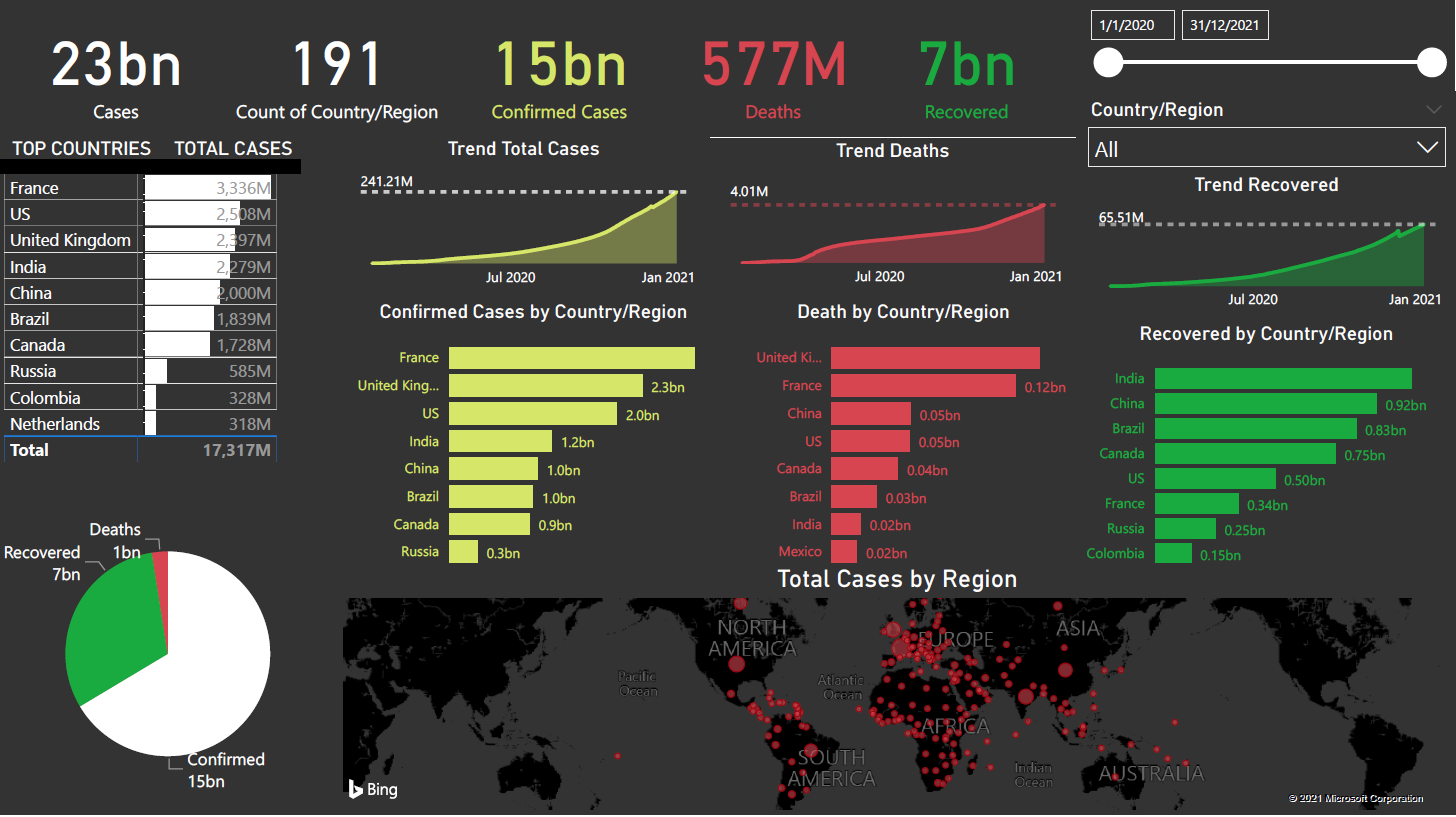 23bn
Cases
191
Count of Country/Region
15bn
Confirmed Cases
577M
Deaths
7bn
Recovered
1/1/2020
31/12/2021
Country/Region
All
TOP COUNTRIES TOTAL CASES
France 3,336M
US 2,508M
United Kingdom 2,397M
India 2,279M
China 2,000M
Brazil 1,839M
Canada 1,728M
Russia 585M
Colombia 328M
Netherlands 318M
Total 17,317M
Trend Total Cases
241.21M
Jul 2020 Jan 2021
Trend Deaths
4.01M
Jul 2020 Jan 2021
Trend Recovered
65.51M
Jul 2020 Jan 2021
Confirmed Cases by Country/Region
France
United King... 2.3bn
US 2.0bn
India 1.2bn
China 1.0bn
Brazil 1.0bn
Canada 0.9bn
Russia 0.3bn
Death by Country/Region
United Ki...
France 0.12bn
China 0.05bn
US 0.05bn
Canada 0.04bn
Brazil 0.03bn
India 0.02bn
Mexico 0.02bn
Recovered by Country/Region
India
China 0.92bn
Brazil 0.83bn
Canada 0.75bn
US 0.50bn
France 0.34bn
Russia 0.25bn
Colombia 0.15bn
Deaths
1bn
Recovered
7bn
Confirmed
15bn
Total Cases by Region
NORTH
AMERICA
EUROPE
ASIA
Pacific
Ocean
Atlantic
Ocean
AFRICA
SOUTH
AMERICA
Indian
Ocean
AUSTRALIA
Bing
© 2021 Microsoft Corporation